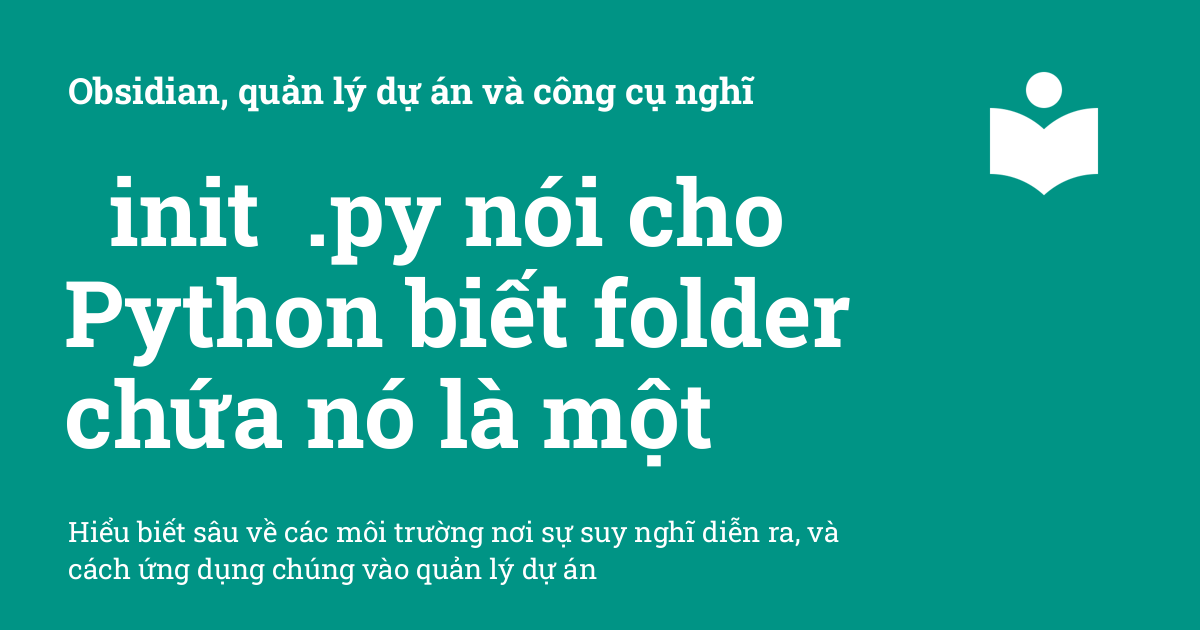 Obsidian, quản lý dự án và công cụ nghĩ
init .py nói cho
Python biết folder
chứa nó là một
Hiểu biết sâu về các môi trường nơi sự suy nghĩ diễn ra, và
cách ứng dụng chúng vào quản lý dự án